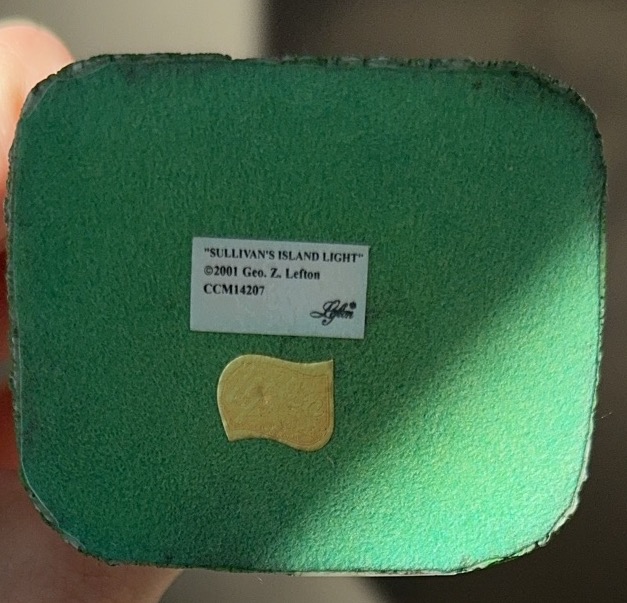 "SULLIVAN'S ISLAND LIGHT"
©2001 Geo. Z. Lefton
CCM14207
Lefton